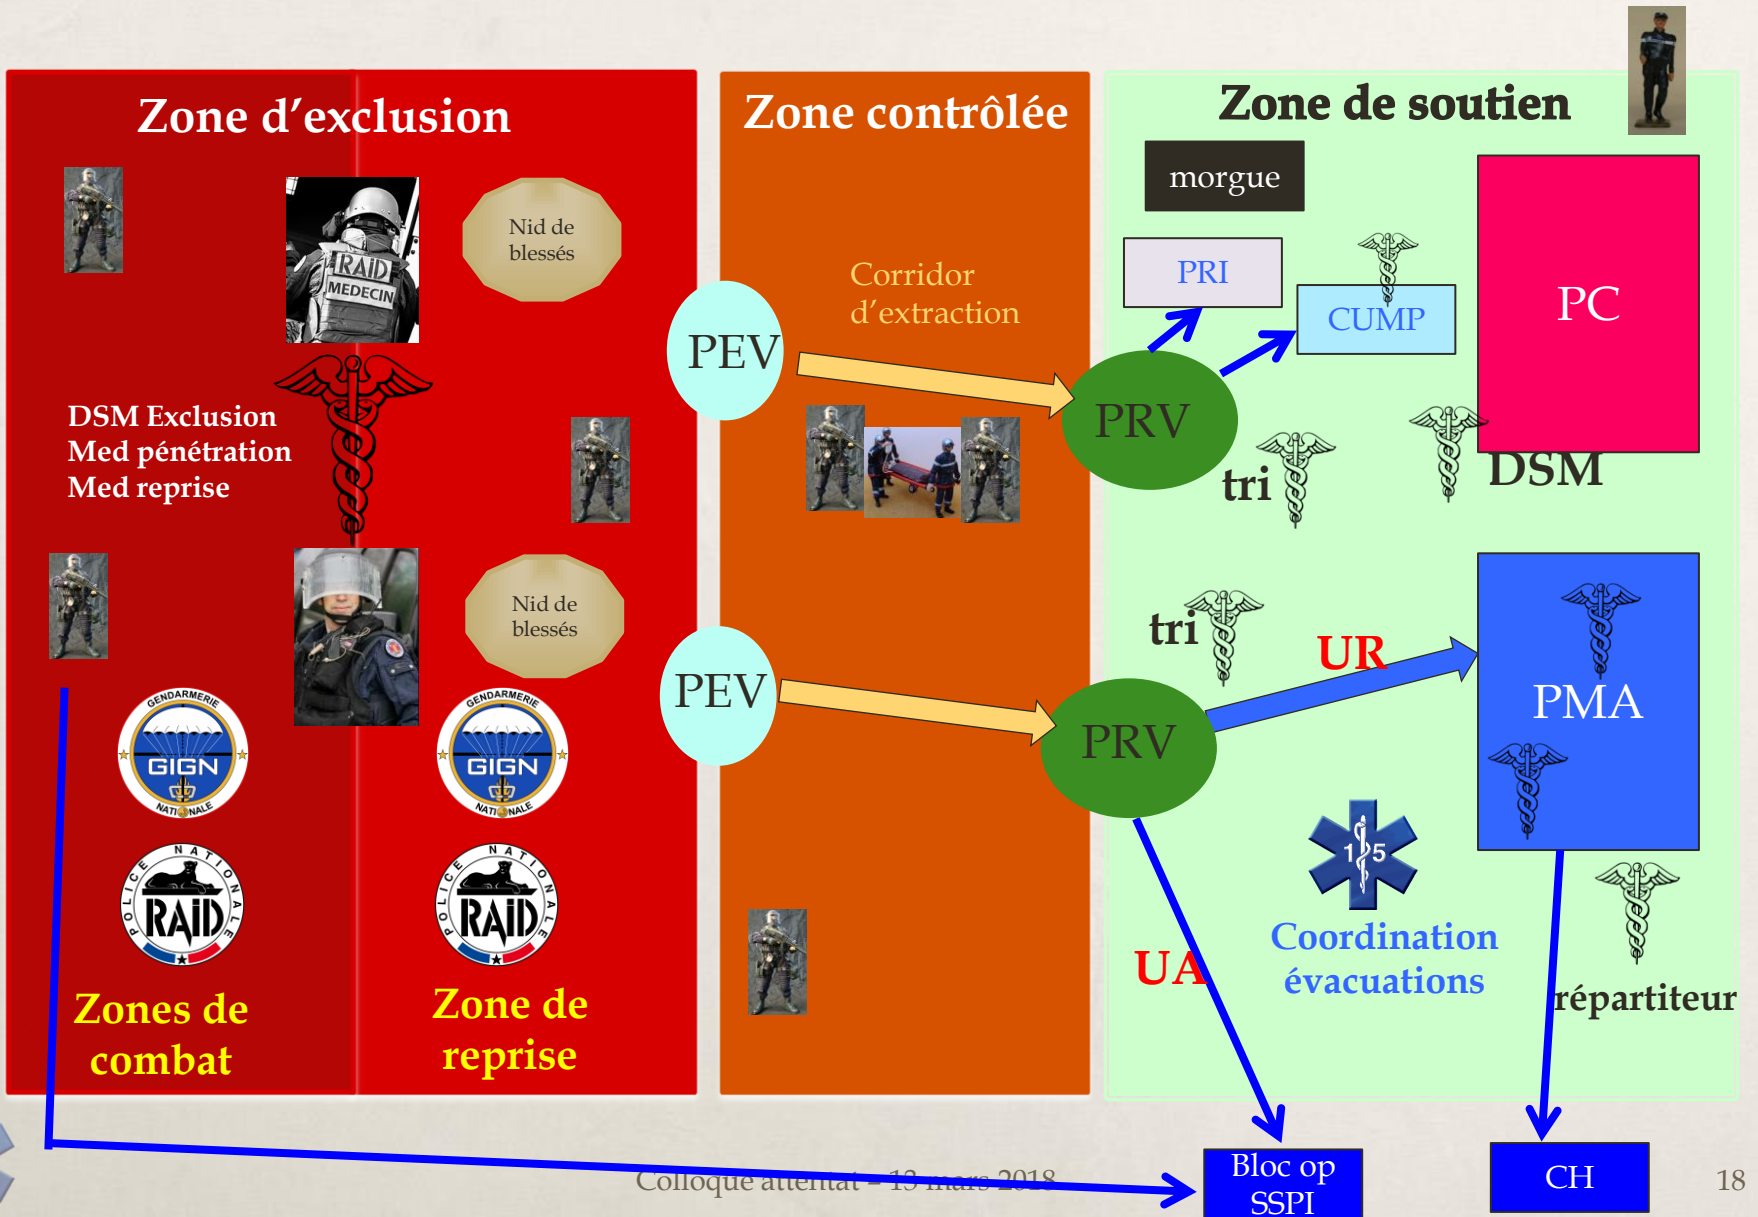 Zone d’exclusion
RAID
MEDECIN
Nid de
blessés
DSM Exclusion
Med pénétration
Med reprise
Nid de
blessés
GENDARMERIE
GIGN
NATIONALE
GENDARMERIE
GIGN
NATIONALE
POLICE NATIONALE
RAID
POLICE NATIONALE
RAID
Zones de
combat
Zone de
reprise
PEV
PEV
Zone contrôlée
Corridor
d’extraction
Zone de soutien
morgue
PRI
CUMP
PC
PRV
tri
DSM
tri
UR
PMA
PRV
15
Coordination
évacuations
UA
répartiteur
Bloc op
SSPI
CH
Colloque attentat – 13 mars 2018
18